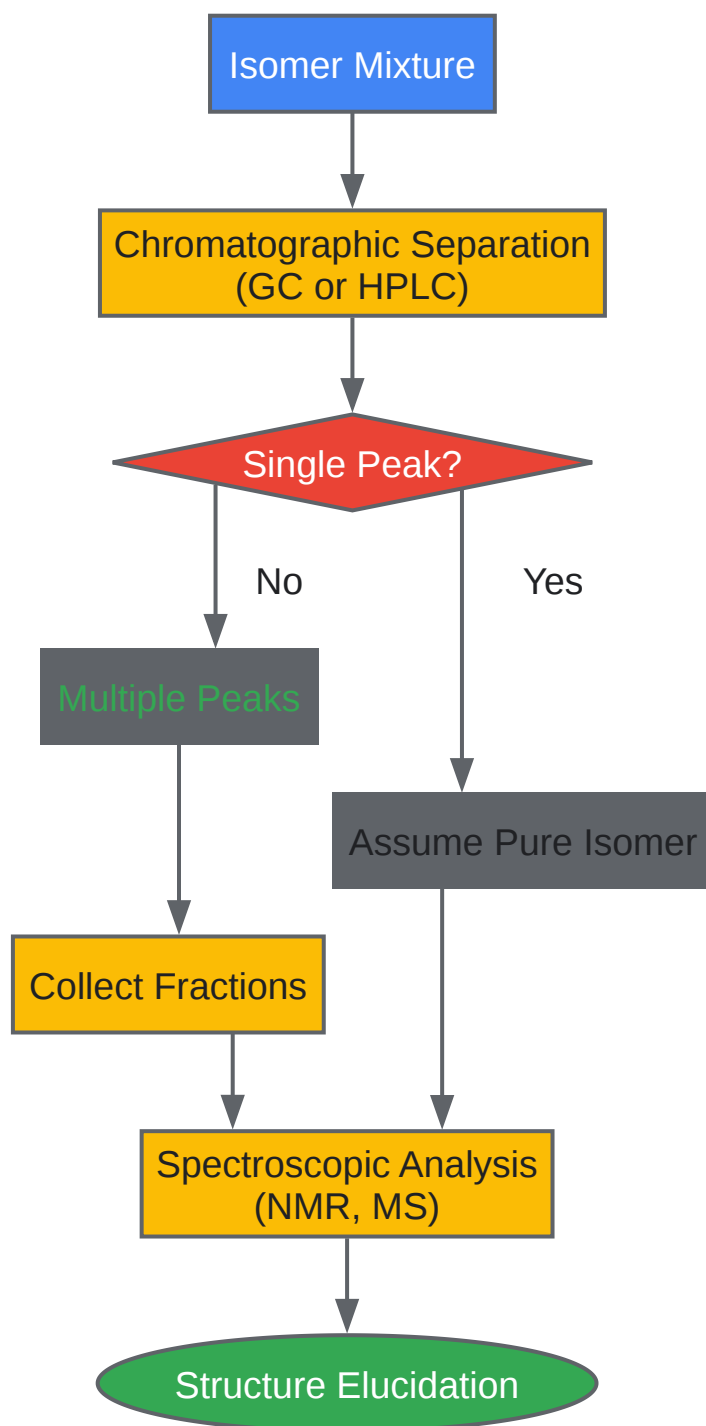 Isomer Mixture
Chromatographic Separation
(GC or HPLC)
Single Peak?
No
Yes
Multiple Peaks
Assume Pure Isomer
Collect Fractions
Spectroscopic Analysis
(NMR, MS)
Structure Elucidation